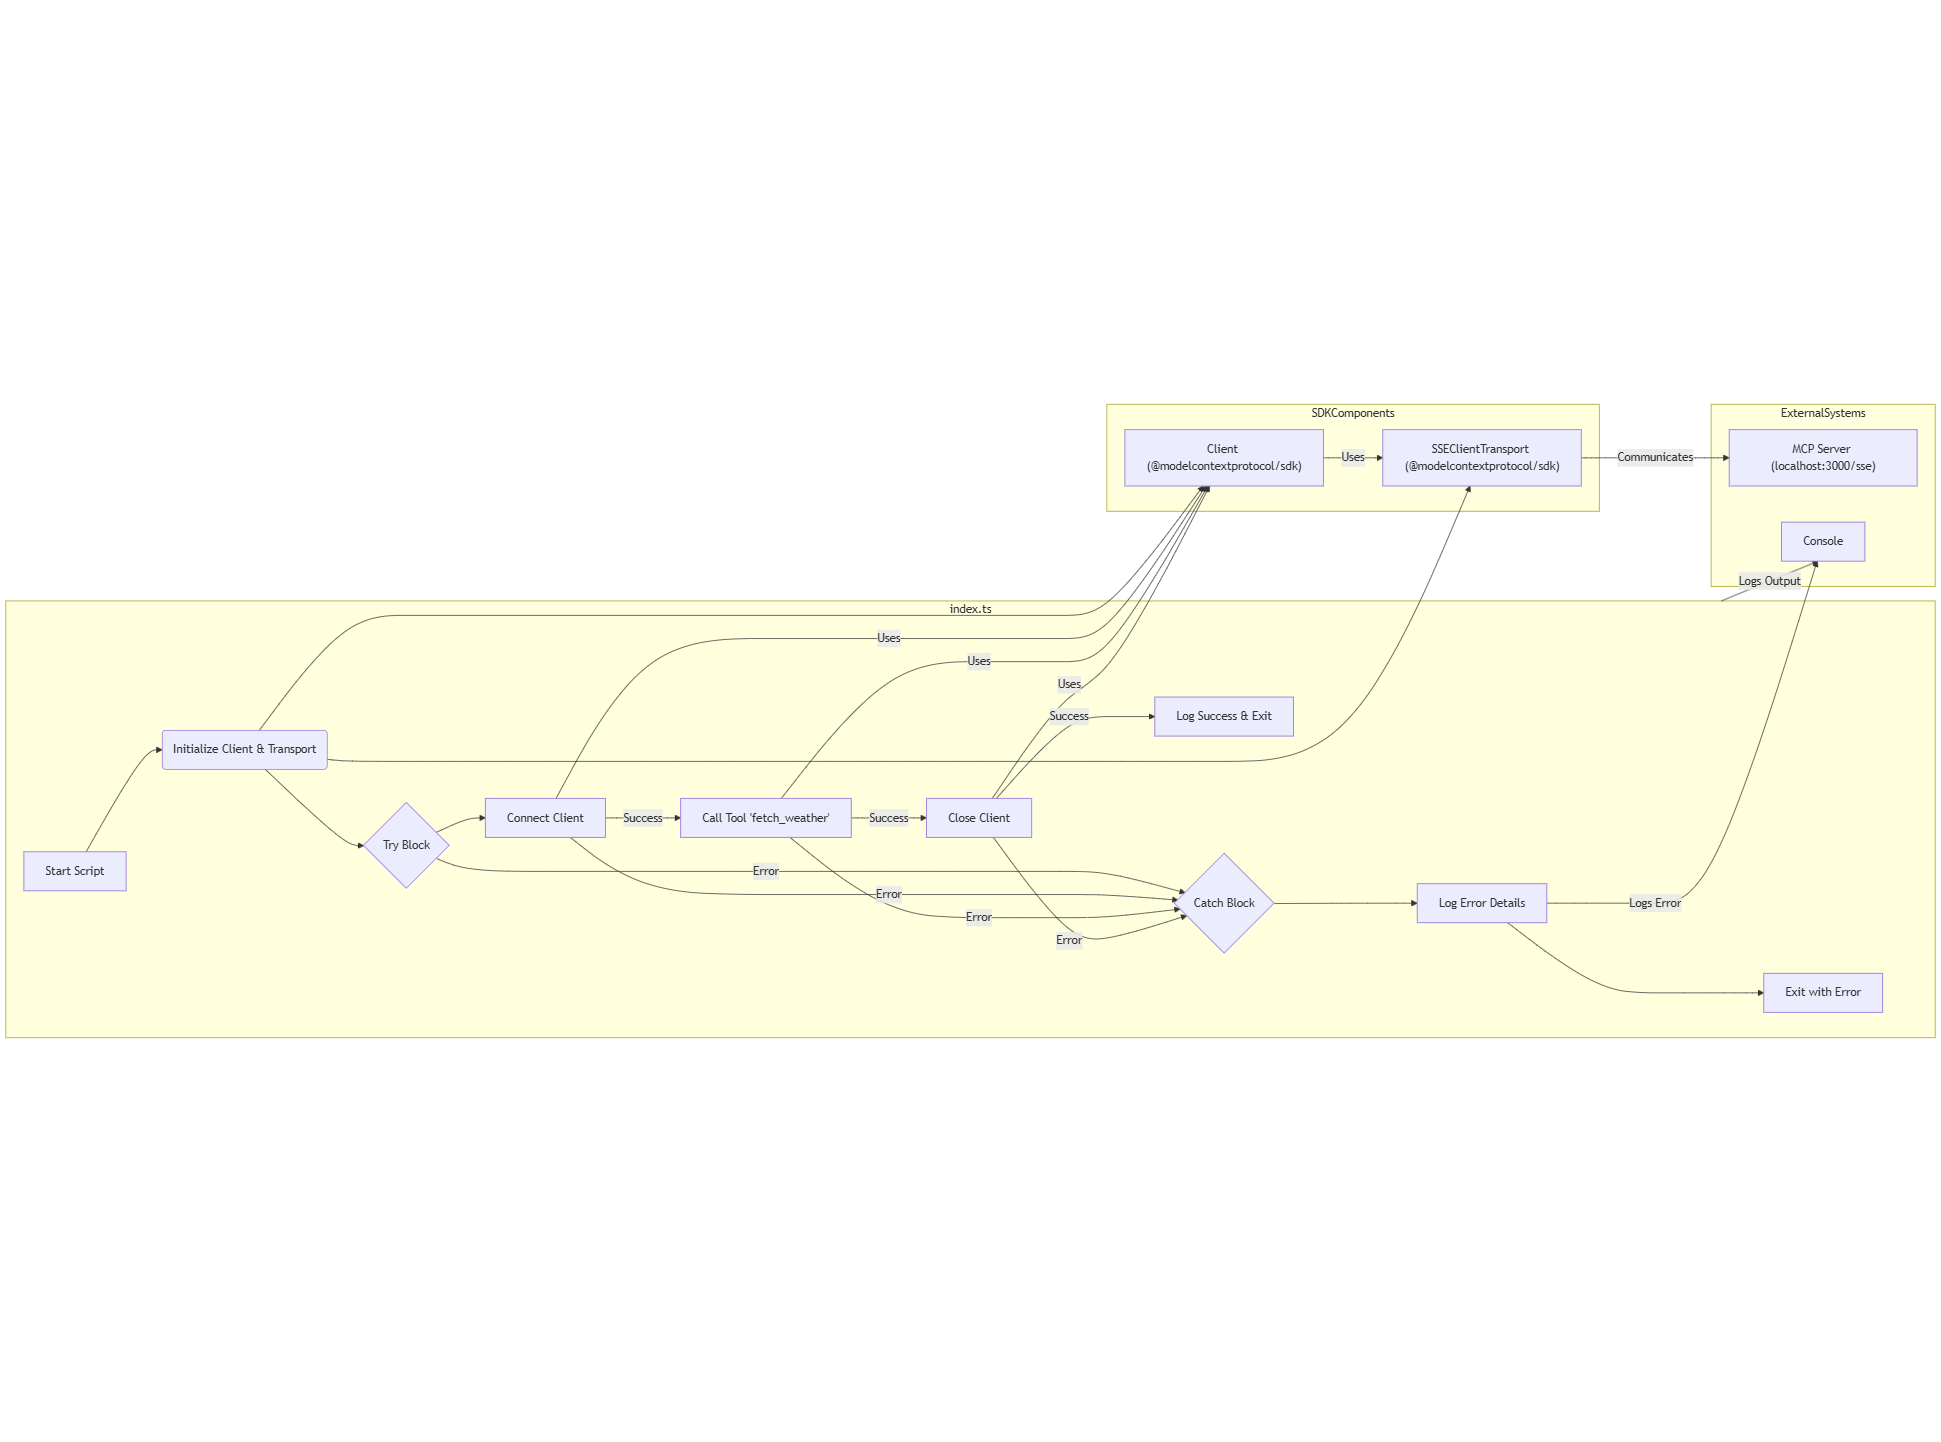 SDKComponents
Client
(@modelcontextprotocol/sdk)
Uses
SSEClientTransport
(@modelcontextprotocol/sdk)
Communicates
ExternalSystems
MCP Server
(localhost:3000/sse)
Console
Logs Output
index.ts
Uses
Uses
Uses
Success
Log Success & Exit
Initialize Client & Transport
Start Script
Try Block
Connect Client
Success
Call Tool 'fetch_weather'
Success
Close Client
Error
Error
Error
Error
Catch Block
Log Error Details
Logs Error
Exit with Error